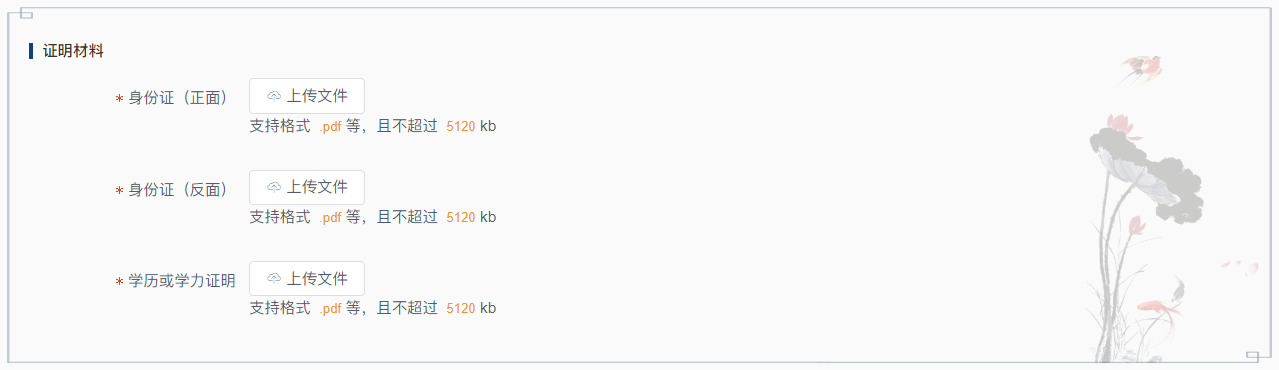 证明材料
* 身份证（正面） 上传文件
支持格式 .pdf 等，且不超过 5120 kb
* 身份证（反面） 上传文件
支持格式 .pdf 等，且不超过 5120 kb
* 学历或学力证明 上传文件
支持格式 .pdf 等，且不超过 5120 kb